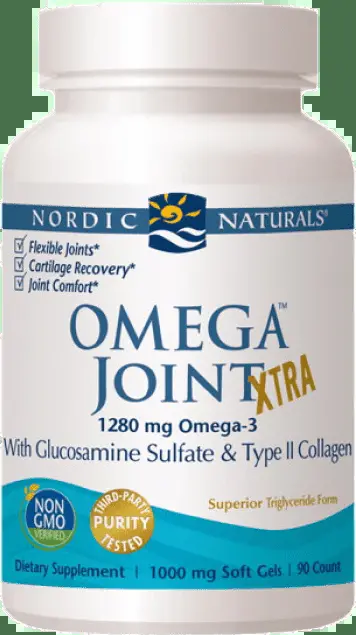 NORDIC NATURALS®
Flexible Joints*
Cartilage Recovery*
Joint Comfort*
OMEGA™
JOINT XTRA
1280 mg Omega-3
With Glucosamine Sulfate & Type II Collagen
NON
GMO
VERIFIED
THIRD-PARTY
PURITY
TESTED
Superior Triglyceride Form
Dietary Supplement | 1000 mg Soft Gels | 90 Count